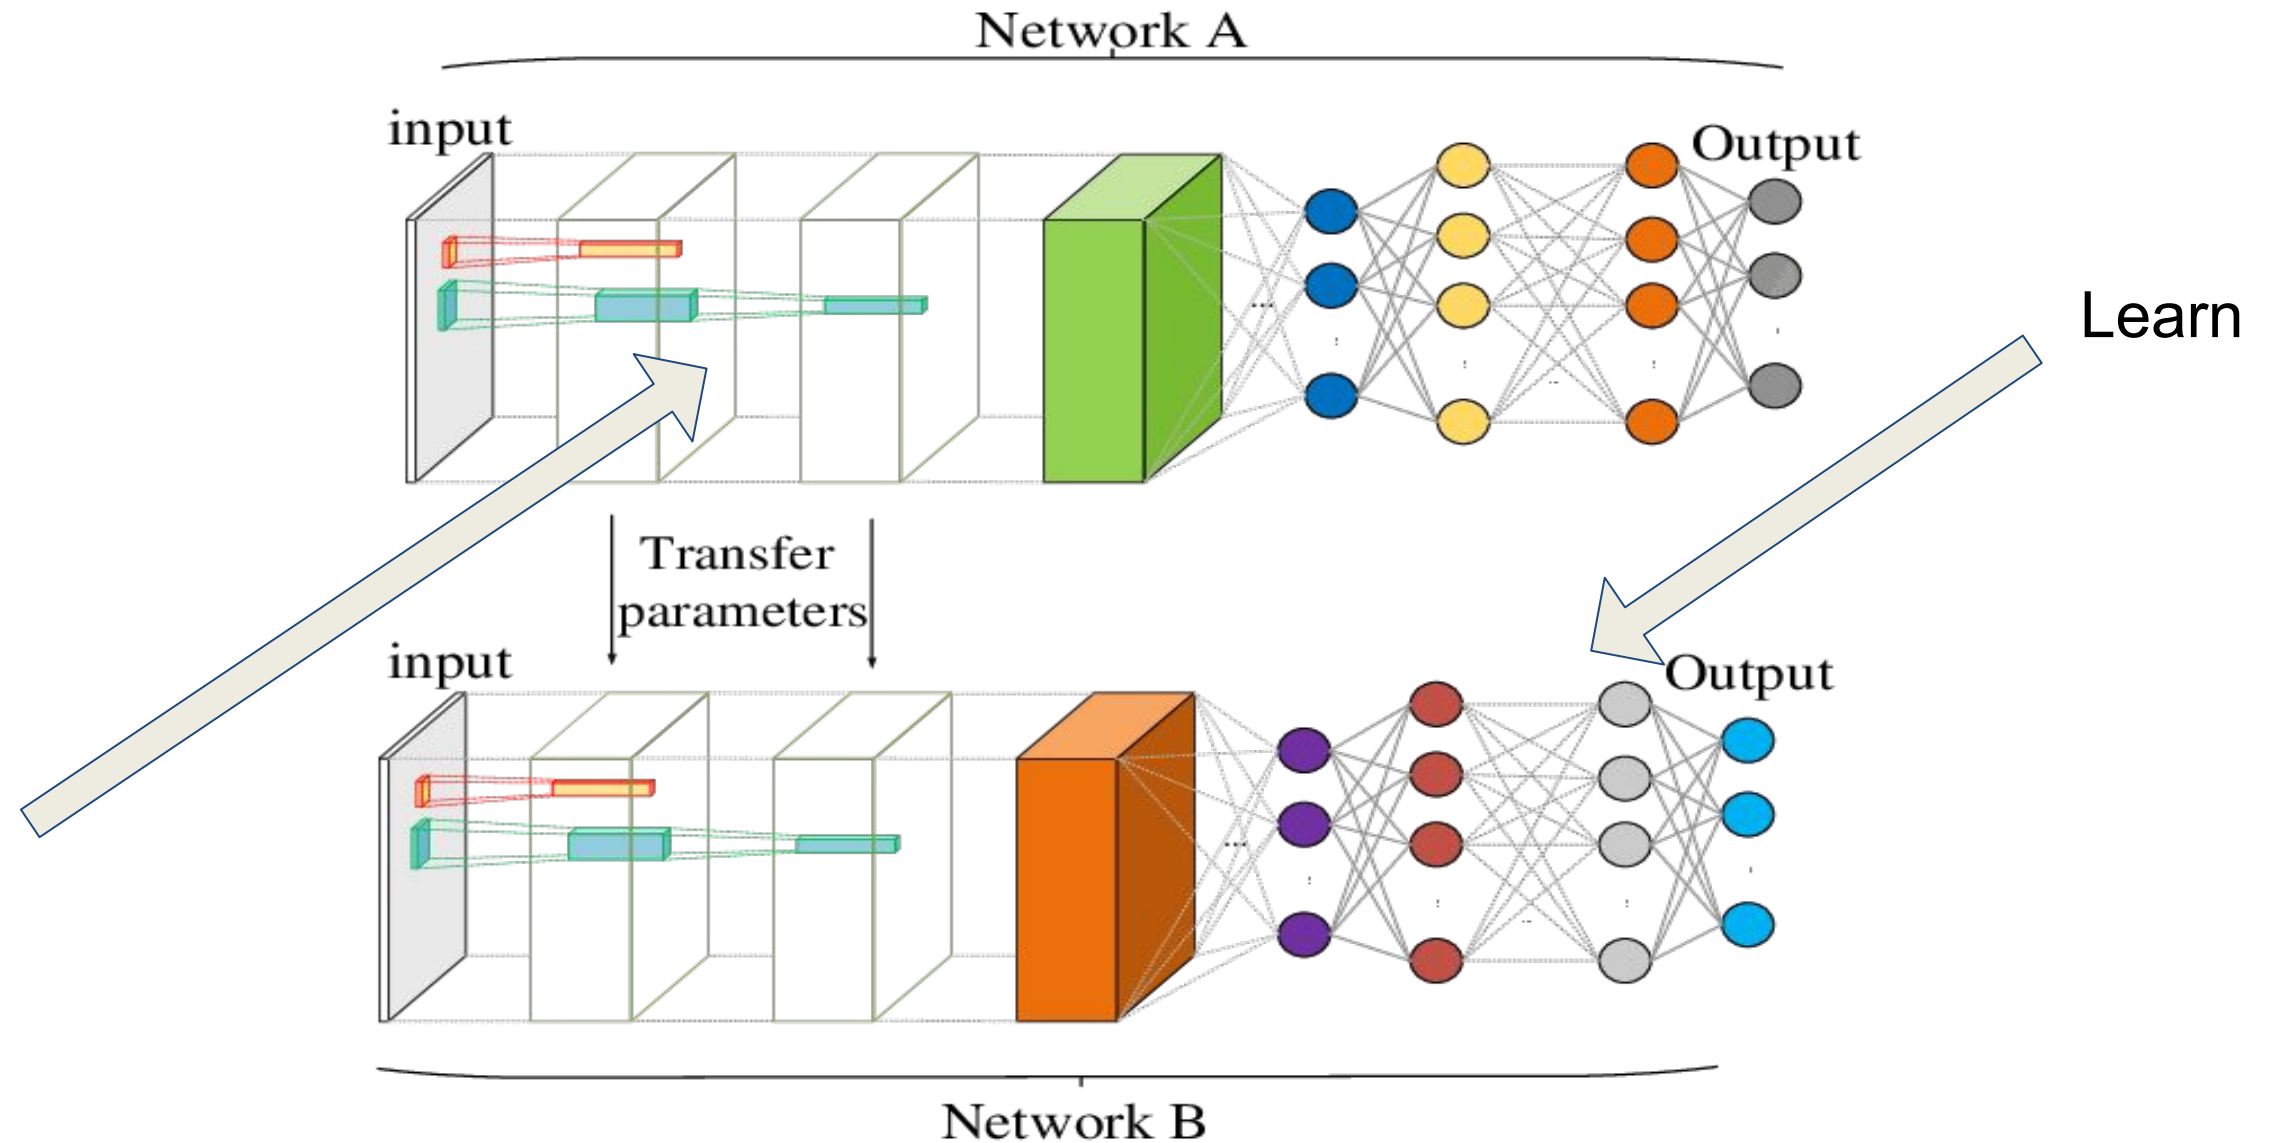 Network A
input
Output
Learn
Transfer
parameters
input
Output
Network B